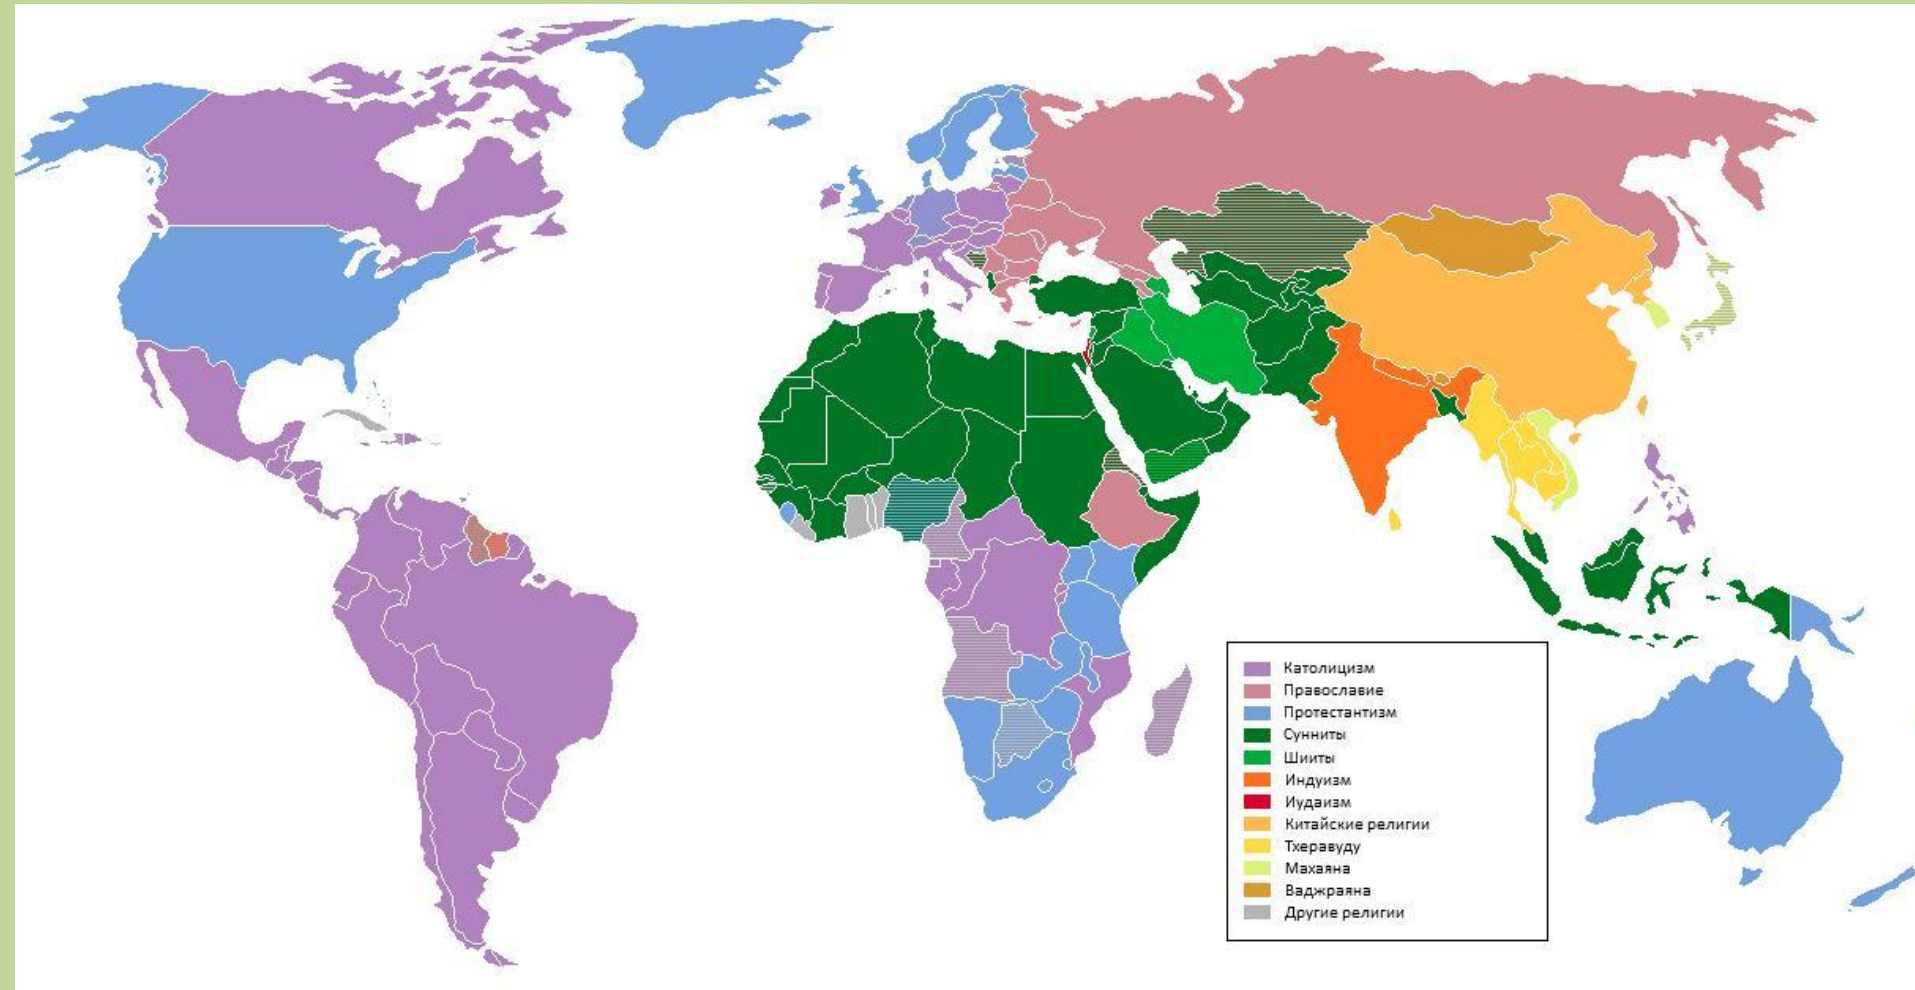 Католицизм
Православие
Протестантизм
Сунниты
Шииты
Индуизм
Иудаизм
Китайские религии
Тхеравуду
Махаяна
Ваджраяна
Другие религии